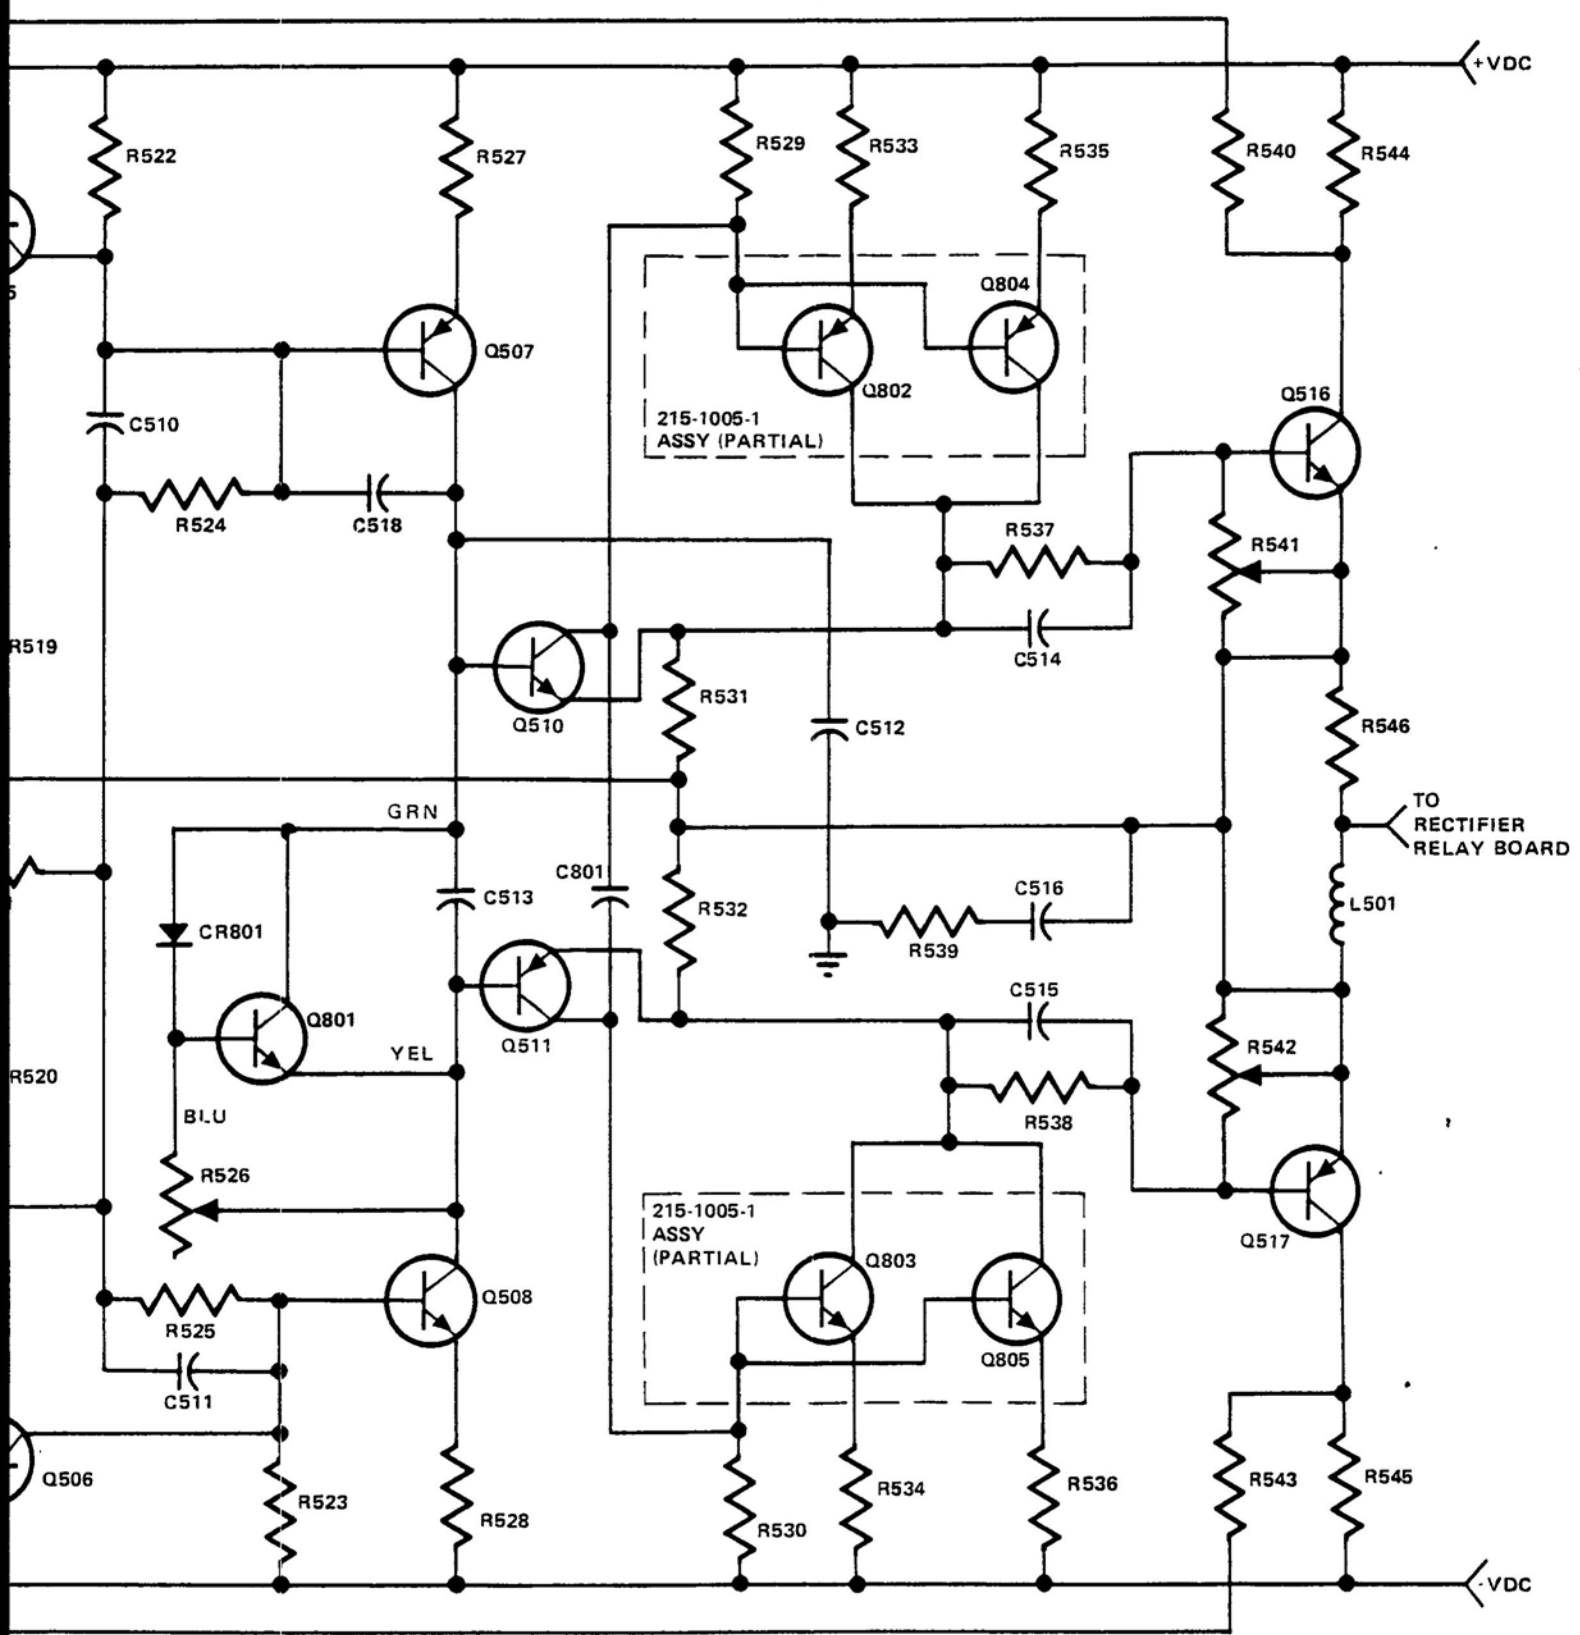 +VDC
R522
R527
R529
R533
R535
R540
R544
Q804
5
Q507
Q802
Q516
C510
215-1005-1
ASSY (PARTIAL)
R524
C518
R537
R541
R519
C514
R531
Q510
C512
R546
GRN
TO
RECTIFIER
RELAY BOARD
C801
C513
C516
L501
R532
CR801
R539
C515
Q801
Q511
R542
YEL
R520
BLU
R538
R526
215-1005-1
ASSY
(PARTIAL)
Q517
Q803
Q508
R525
Q805
C511
Q506
R543
R545
R536
R534
R523
R528
R530
-VDC